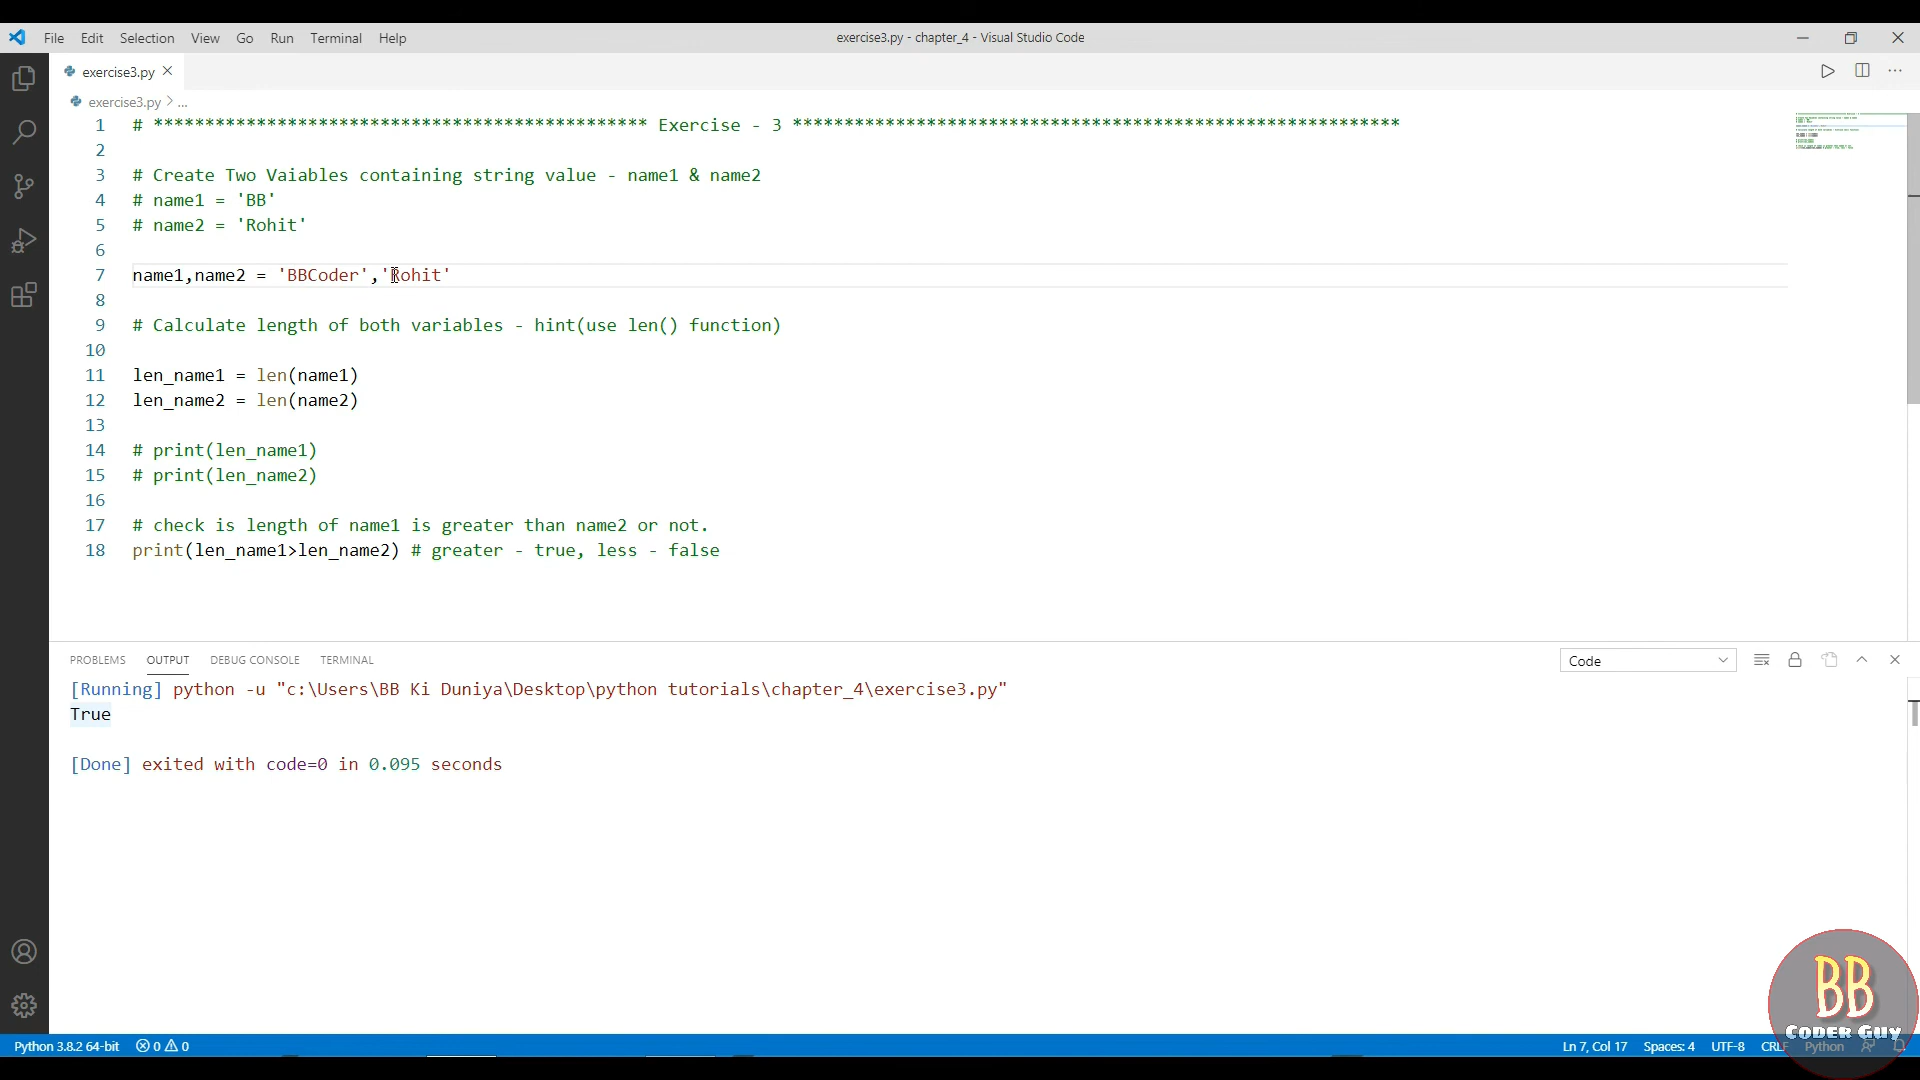 File Edit Selection View Go Run Terminal Help
exercise3.py - chapter_4 - Visual Studio Code
exercise3.py
exercise3.py > ...
1 # ************************************************ Exercise - 3 ***********************************************************
2
3 # Create Two Vaiables containing string value - name1 & name2
4 # name1 = 'BB'
5 # name2 = 'Rohit'
6
7 name1,name2 = 'BBCoder','Rohit'
8
9 # Calculate length of both variables - hint(use len() function)
10
11 len_name1 = len(name1)
12 len_name2 = len(name2)
13
14 # print(len_name1)
15 # print(len_name2)
16
17 # check is length of name1 is greater than name2 or not.
18 print(len_name1>len_name2) # greater - true, less - false
PROBLEMS OUTPUT DEBUG CONSOLE TERMINAL
Code
[Running] python -u "c:\Users\BB Ki Duniya\Desktop\python tutorials\chapter_4\exercise3.py"
True
[Done] exited with code=0 in 0.095 seconds
BB
CODER GUY
Python 3.8.2 64-bit 0 0
Ln 7, Col 17 Spaces: 4 UTF-8 CRLF Python